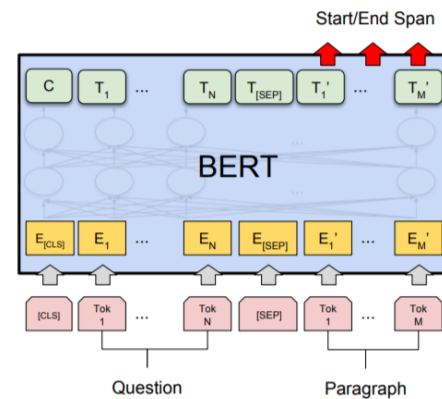 Start/End Span
C T1 ... TN T[SEP] T1' ... TM'
BERT
E[CLS] E1 ... EN E[SEP] E1' ... EM'
[CLS] Tok 1 ... Tok N [SEP] Tok 1 ... Tok M
Question Paragraph